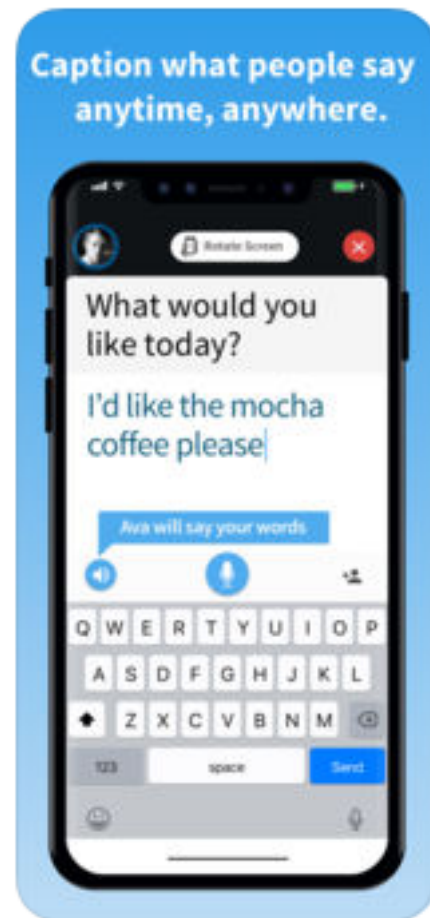 Caption what people say
anytime, anywhere.
Rotate Screen
What would you
like today?
I'd like the mocha
coffee please
Ava will say your words
Q W E R T Y U I O P
A S D F G H J K L
Z X C V B N M
123 space Send